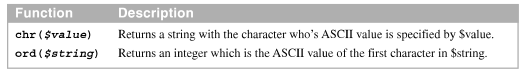 Function Description
chr($value) Returns a string with the character who's ASCII value is specified by $value.
ord($string) Returns an integer which is the ASCII value of the first character in $string.